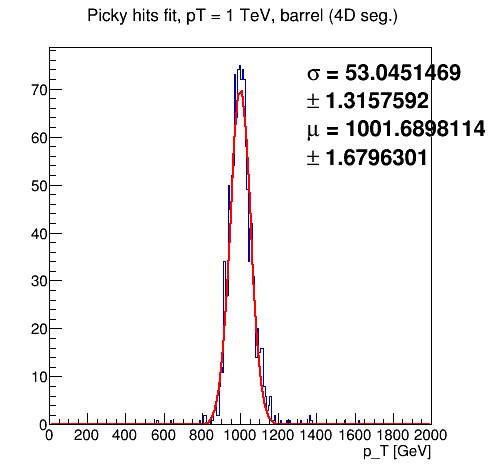 Picky hits fit, pT = 1 TeV, barrel (4D seg.)
σ = 53.0451469
± 1.3157592
μ = 1001.6898114
± 1.6796301
70
60
50
40
30
20
10
0
0 200 400 600 800 1000 1200 1400 1600 1800 2000
p_T [GeV]